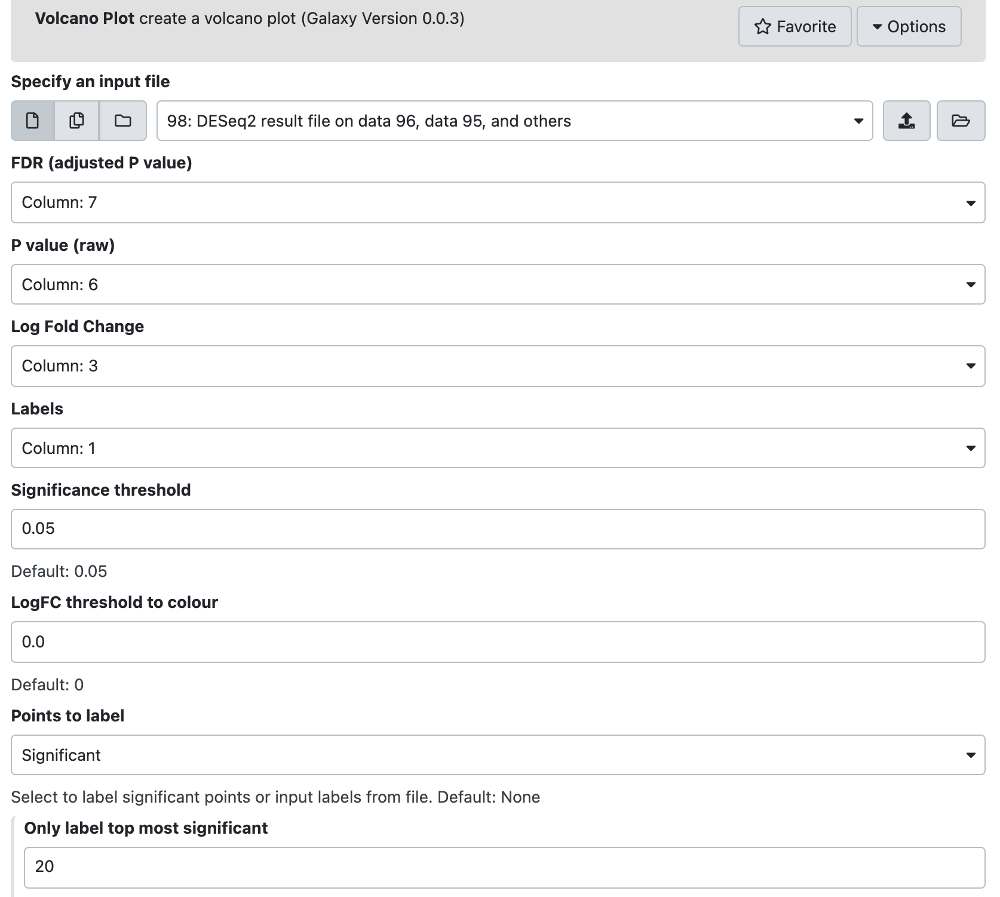 Volcano Plot create a volcano plot (Galaxy Version 0.0.3)
Favorite
Options
Specify an input file
98: DESeq2 result file on data 96, data 95, and others
FDR (adjusted P value)
Column: 7
P value (raw)
Column: 6
Log Fold Change
Column: 3
Labels
Column: 1
Significance threshold
0.05
Default: 0.05
LogFC threshold to colour
0.0
Default: 0
Points to label
Significant
Select to label significant points or input labels from file. Default: None
Only label top most significant
20